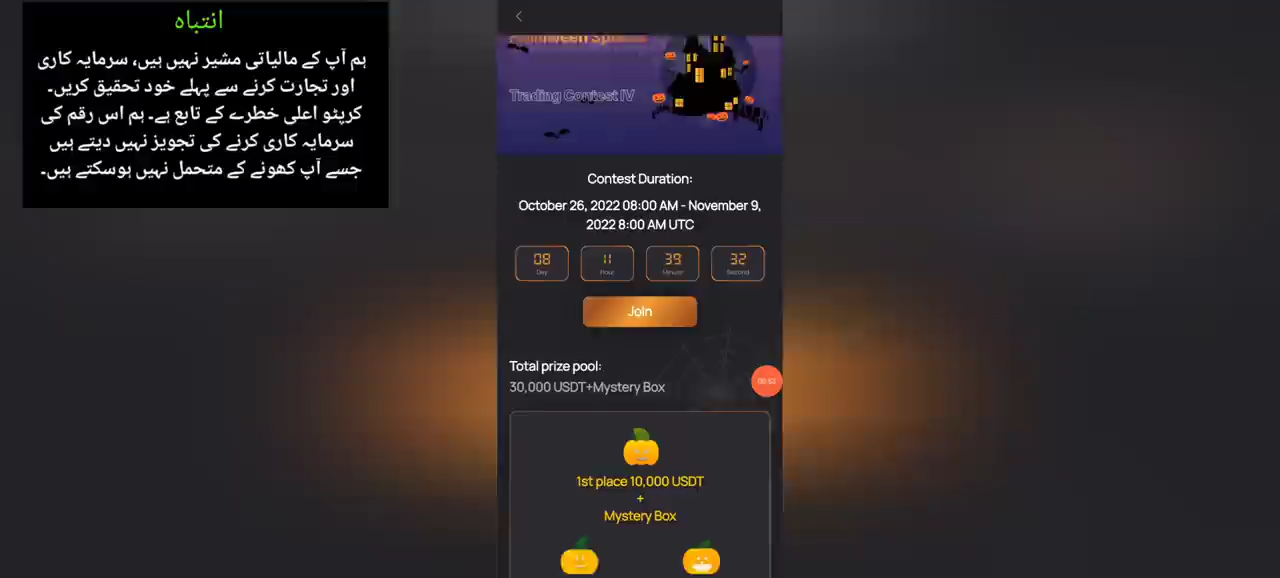 انتباہ
ہم آپ کے مالیاتی مشیر نہیں ہیں، سرمایہ کاری
اور تجارت کرنے سے پہلے خود تحقیق کریں۔
کرپٹو اعلی خطرے کے تابع ہے۔ ہم اس رقم کی
سرمایہ کاری کرنے کی تجویز نہیں دیتے ہیں
جسے آپ کھونے کے متحمل نہیں ہوسکتے ہیں۔
Trading Contest IV
Contest Duration:
October 26, 2022 08:00 AM - November 9,
2022 8:00 AM UTC
08 11 39 32
Day Hour Minute Second
Join
Total prize pool:
30,000 USDT+Mystery Box
1st place 10,000 USDT
+
Mystery Box